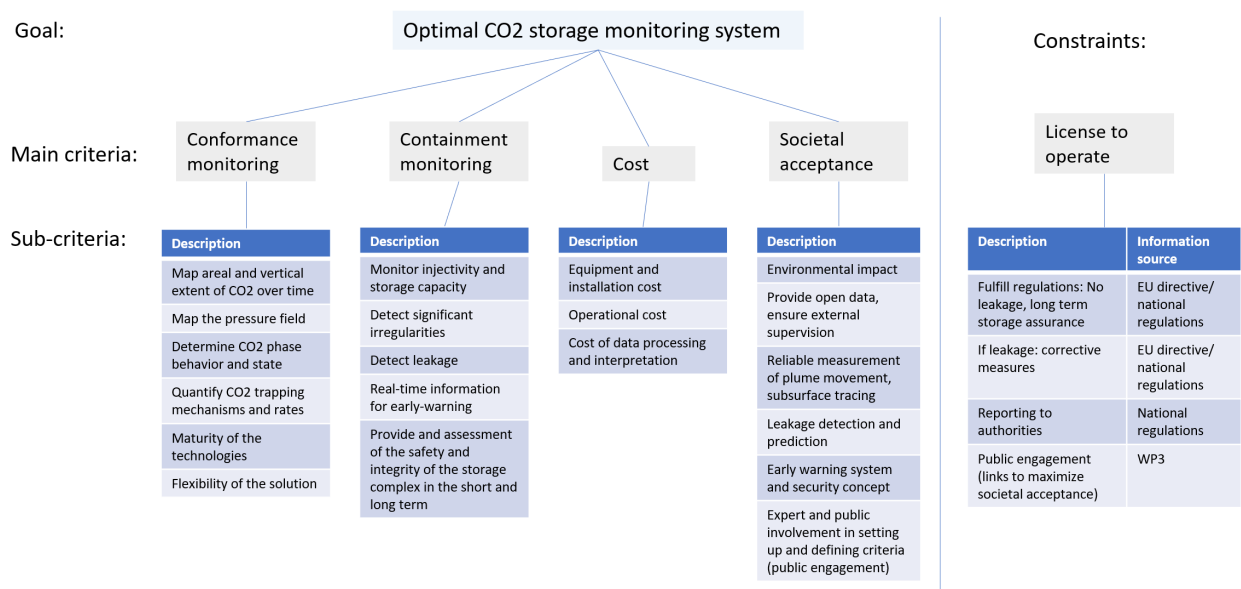 Goal:
Optimal CO2 storage monitoring system
Constraints:
Main criteria:
Conformance
monitoring
Containment
monitoring
Cost
Societal
acceptance
License to
operate
Sub-criteria:
Description
Map areal and vertical
extent of CO2 over time
Map the pressure field
Determine CO2 phase
behavior and state
Quantify CO2 trapping
mechanisms and rates
Maturity of the
technologies
Flexibility of the solution
Description
Monitor injectivity and
storage capacity
Detect significant
irregularities
Detect leakage
Real-time information
for early-warning
Provide and assessment
of the safety and
integrity of the storage
complex in the short and
long term
Description
Equipment and
installation cost
Operational cost
Cost of data processing
and interpretation
Description
Environmental impact
Provide open data,
ensure external
supervision
Reliable measurement
of plume movement,
subsurface tracing
Leakage detection and
prediction
Early warning system
and security concept
Expert and public
involvement in setting
up and defining criteria
(public engagement)
Description
Information
source
Fulfill regulations: No
leakage, long term
storage assurance
EU directive/
national
regulations
If leakage: corrective
measures
EU directive/
national
regulations
Reporting to
authorities
National
regulations
Public engagement
(links to maximize
societal acceptance)
WP3